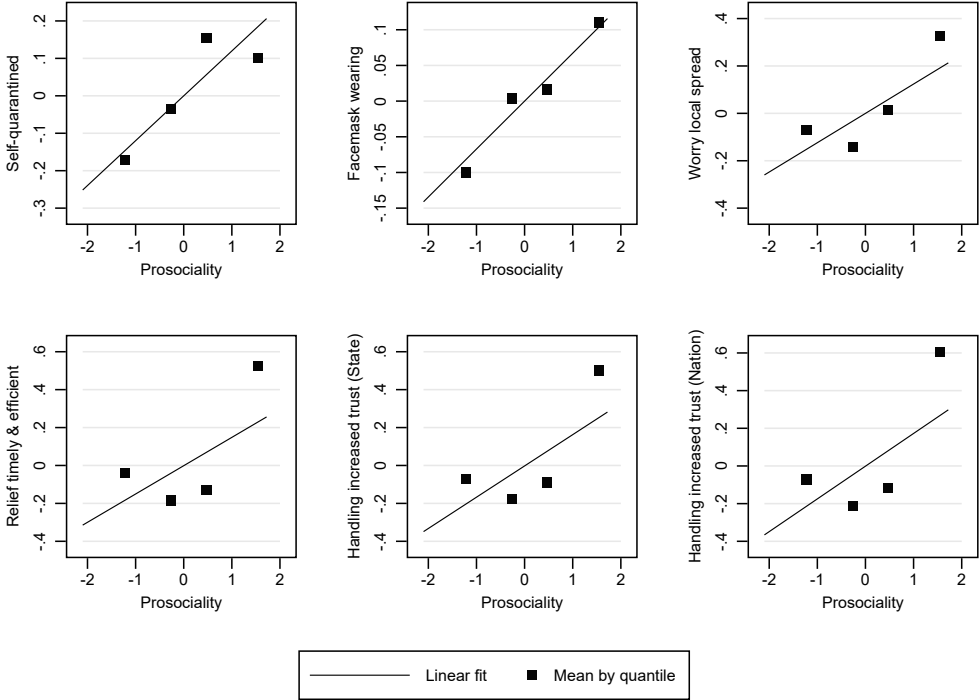 Self-quarantined
.2
.1
0
-.1
-.2
-.3
-2 -1 0 1 2
Prosociality
Facemask wearing
.1
.05
0
-.05
-.1
-.15
-2 -1 0 1 2
Prosociality
Worry local spread
.4
.2
0
-.2
-.4
-2 -1 0 1 2
Prosociality
Relief timely & efficient
.6
.4
.2
0
-.2
-.4
-2 -1 0 1 2
Prosociality
Handling increased trust (State)
.6
.4
.2
0
-.2
-.4
-2 -1 0 1 2
Prosociality
Handling increased trust (Nation)
.6
.4
.2
0
-.2
-.4
-2 -1 0 1 2
Prosociality
Linear fit Mean by quantile